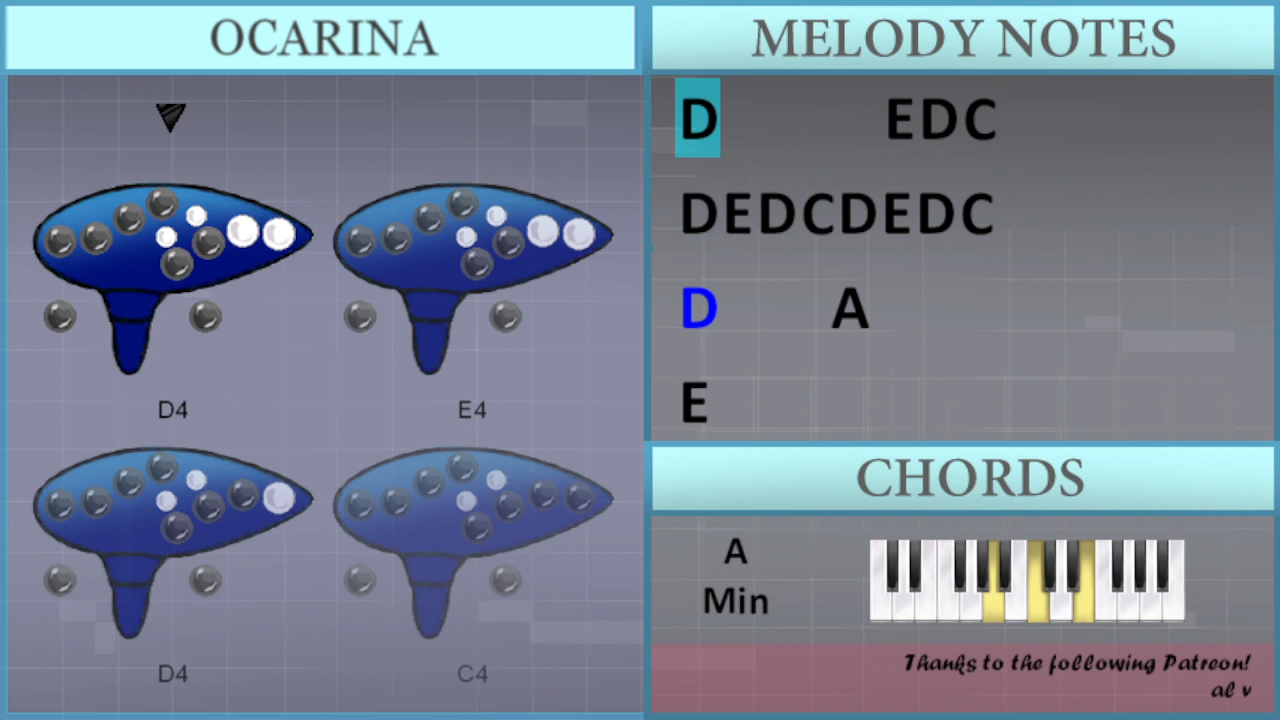 OCARINA
D4
E4
D4
C4
MELODY NOTES
D EDC
DEDCDEDC
D A
E
CHORDS
A
Min
Thanks to the following Patreon!
al v